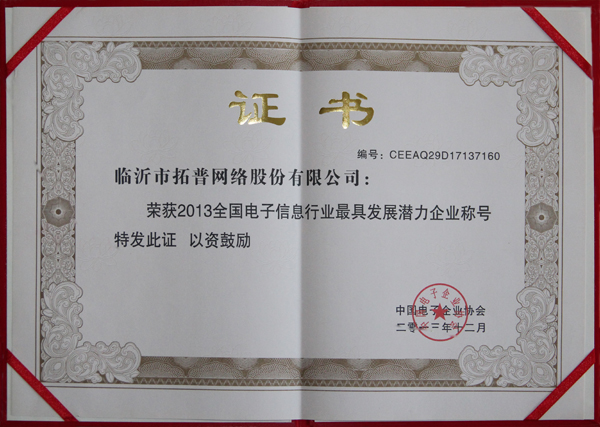 证书
编号：CEEAQ29D17137160
临沂市拓普网络股份有限公司：
荣获2013全国电子信息行业最具发展潜力企业称号
特发此证 以资鼓励
中国电子企业协会
二零一三年十二月